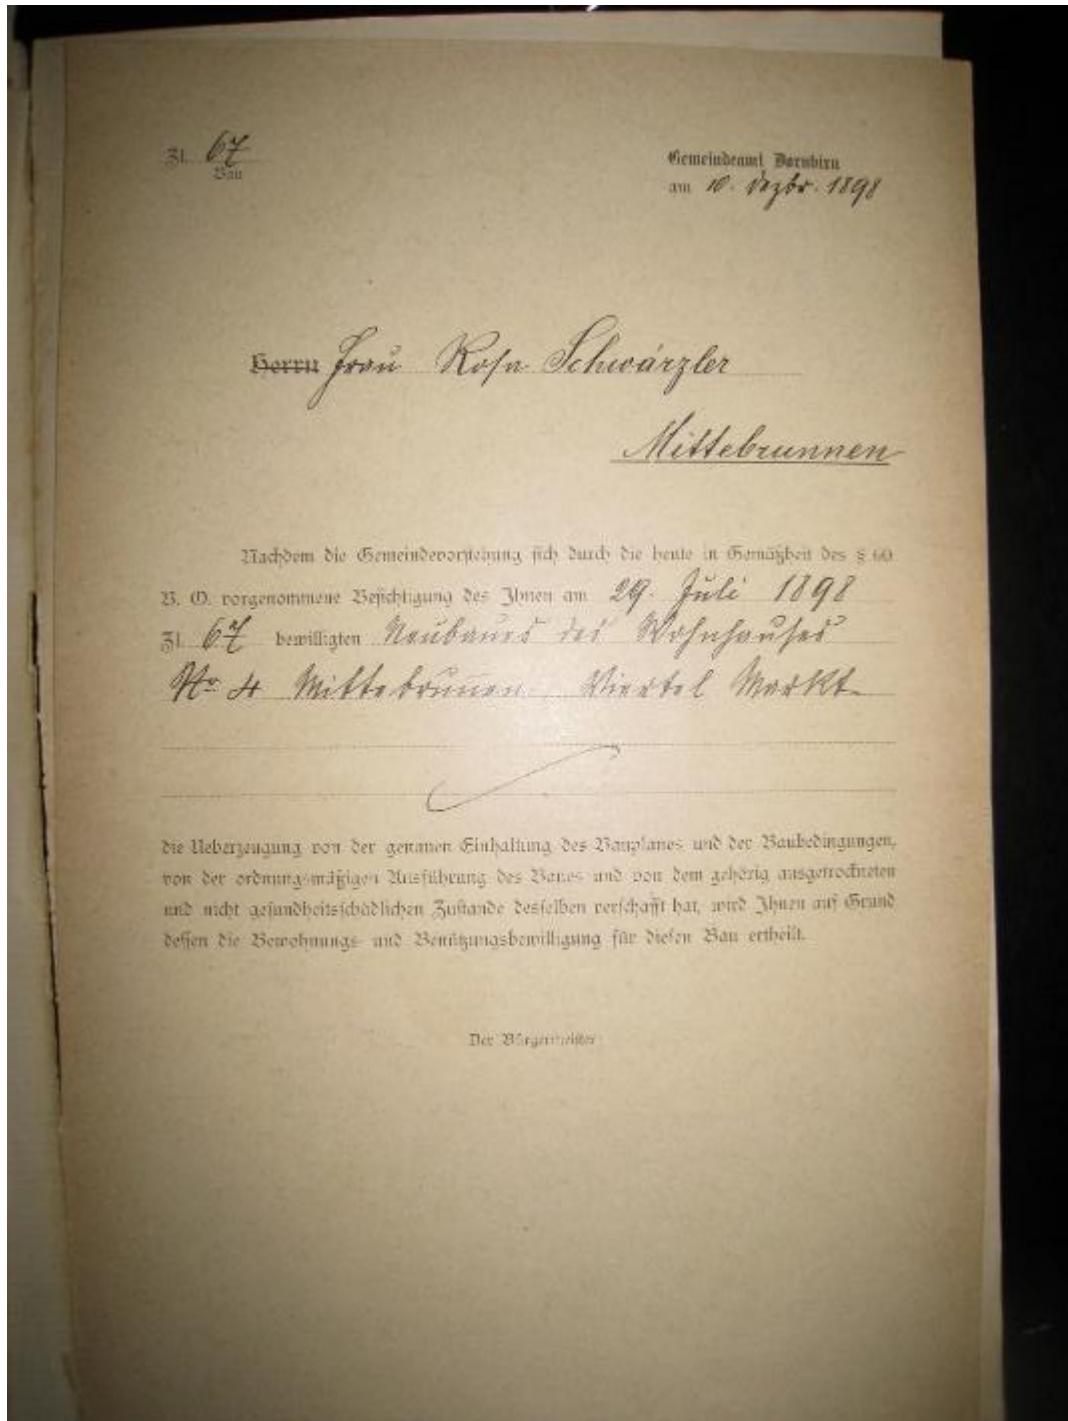 Zl. 67
Bau
Gemeindeamt Dornbirn
am 10. Dezbr. 1898
Herrn Frau Rosa Schwärzler
Mittebrunnen
Nachdem die Gemeindevorstehung sich durch die heute in Gemäßheit des § 60
B. O. vorgenommene Besichtigung des Ihnen am 29. Juli 1898
Zl. 67 bewilligten Neubaues des Wohnhauses
No. 4 Mittebrunnen Viertel Markt
die Ueberzeugung von der genauen Einhaltung des Bauplanes und der Baubedingungen,
von der ordnungsmäßigen Ausführung des Baues und von dem gehörig ausgetrockneten
und nicht gesundheitsschädlichen Zustande desselben verschafft hat, wird Ihnen auf Grund
dessen die Bewohnungs- und Benützungsbewilligung für diesen Bau ertheilt.
Der Bürgermeister